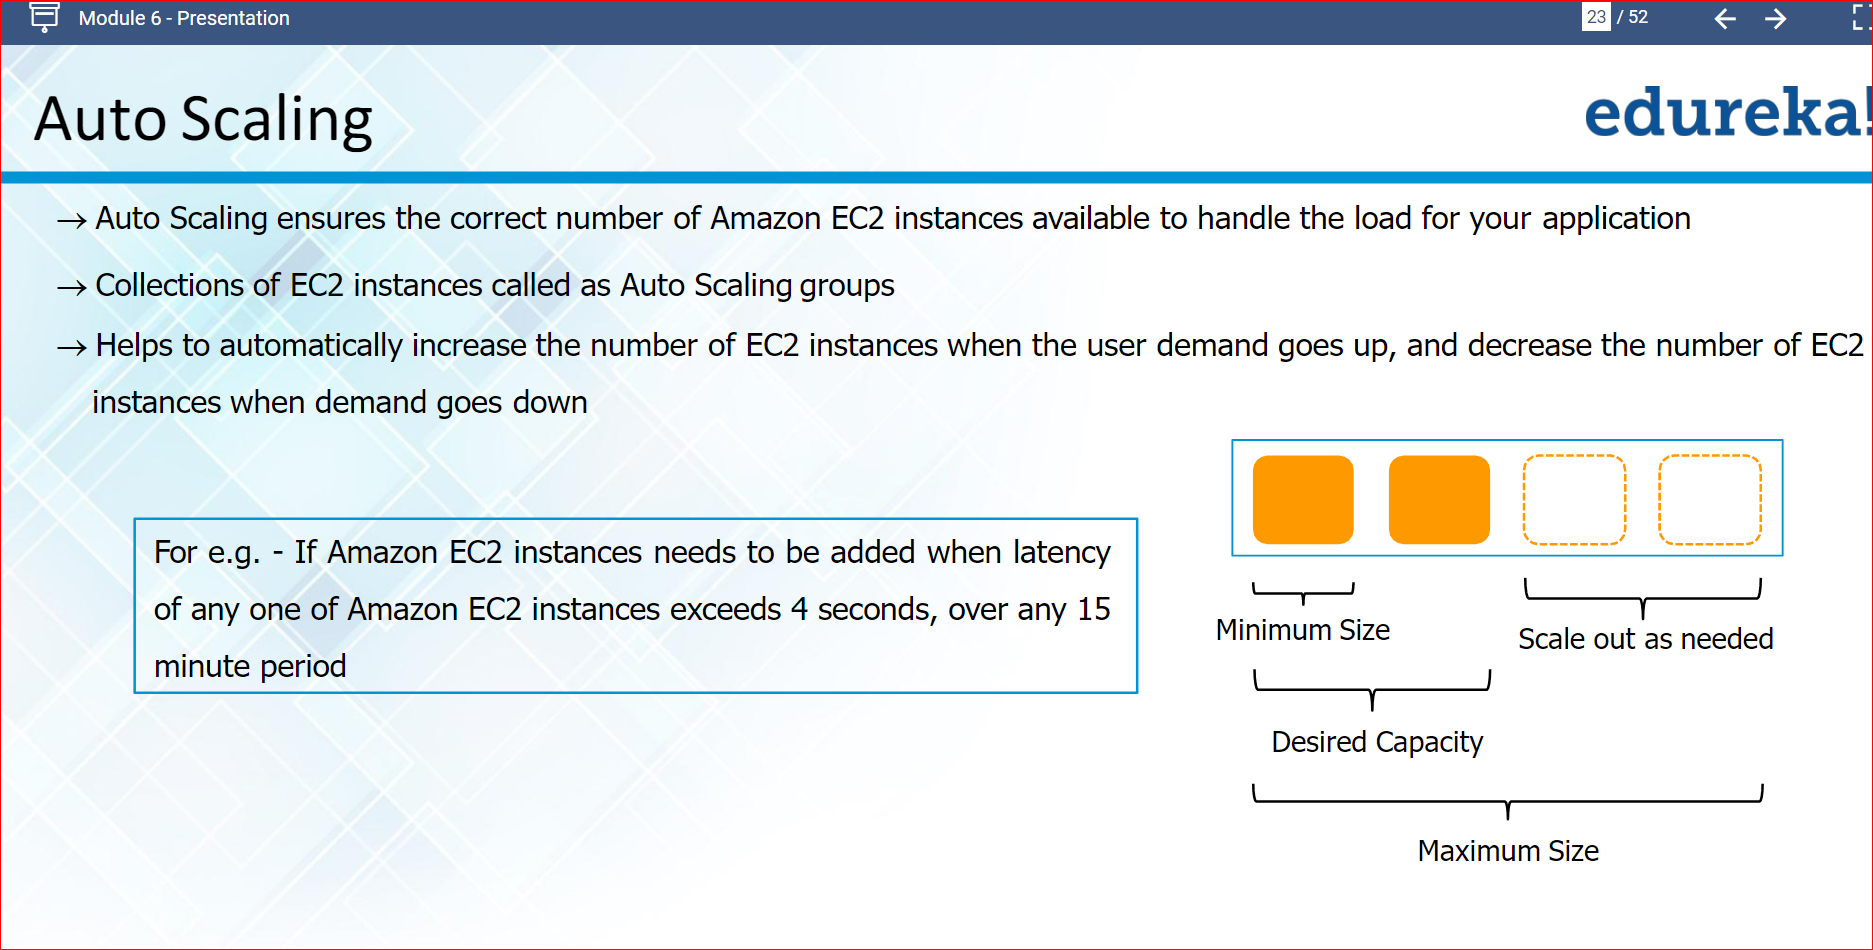 Module 6 - Presentation
23 / 52
Auto Scaling
edureka!
→ Auto Scaling ensures the correct number of Amazon EC2 instances available to handle the load for your application
→ Collections of EC2 instances called as Auto Scaling groups
→ Helps to automatically increase the number of EC2 instances when the user demand goes up, and decrease the number of EC2
instances when demand goes down
For e.g. - If Amazon EC2 instances needs to be added when latency
of any one of Amazon EC2 instances exceeds 4 seconds, over any 15
minute period
Minimum Size
Scale out as needed
Desired Capacity
Maximum Size